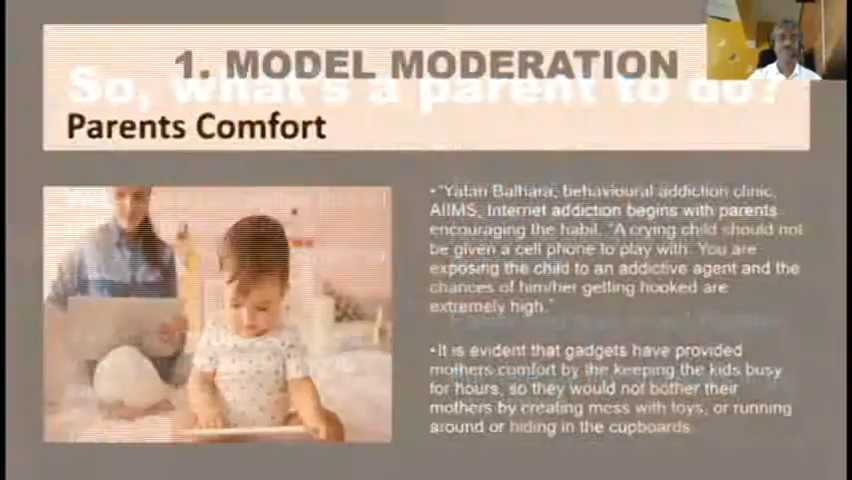 1. MODEL MODERATION
So, what's a parent to do?
Parents Comfort
•"Yatan Balhara, behavioural addiction clinic,
AIIMS, Internet addiction begins with parents
encouraging the habit. "A crying child should not
be given a cell phone to play with. You are
exposing the child to an addictive agent and the
chances of him/her getting hooked are
extremely high."
•It is evident that gadgets have provided
mothers comfort by the keeping the kids busy
for hours, so they would not bother their
mothers by creating mess with toys, or running
around or hiding in the cupboards.